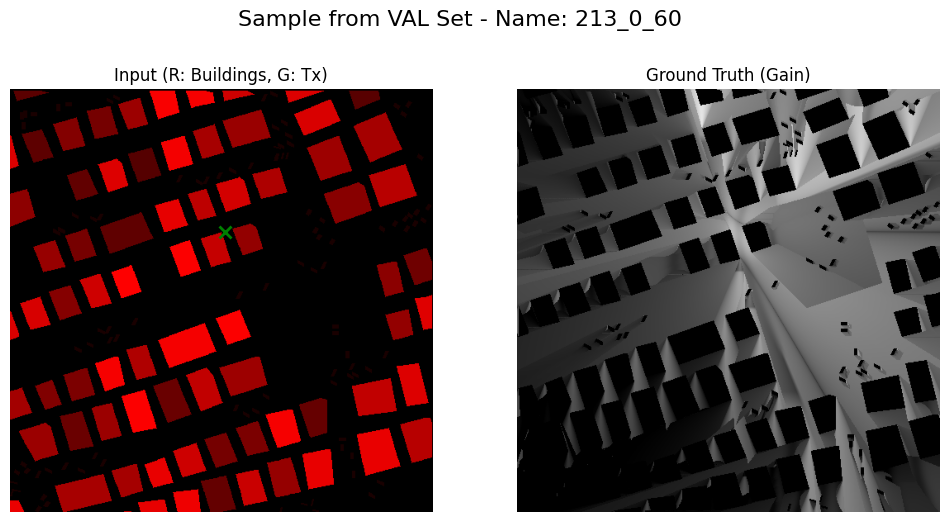 Sample from VAL Set - Name: 213_0_60
Input (R: Buildings, G: Tx)
Ground Truth (Gain)